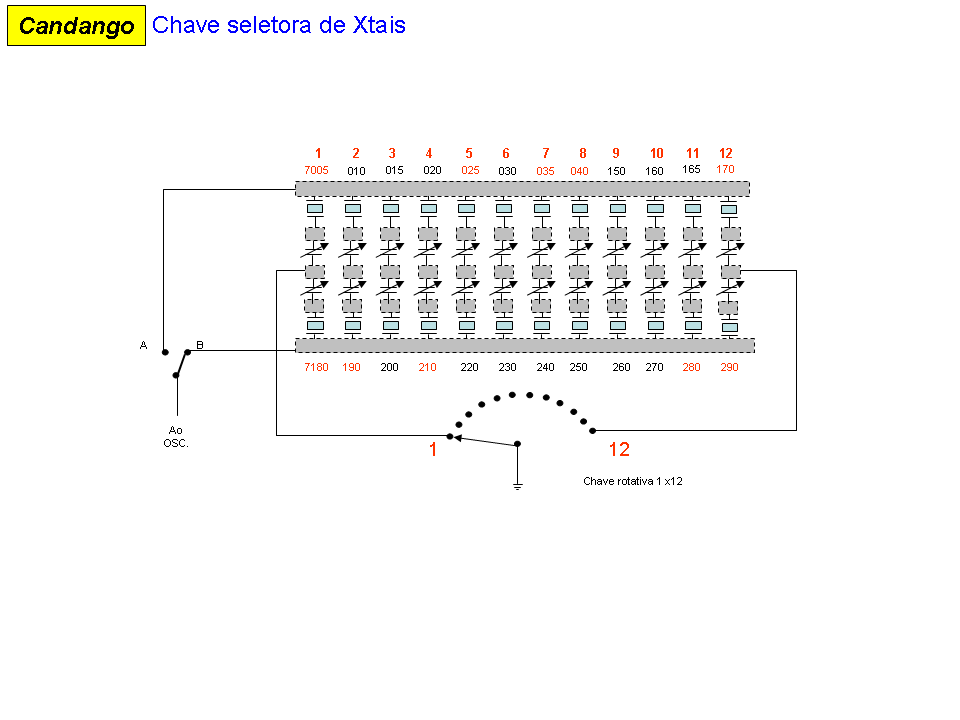 Candango Chave seletora de Xtais
1 2 3 4 5 6 7 8 9 10 11 12
7005 010 015 020 025 030 035 040 150 160 165 170
A B
7180 190 200 210 220 230 240 250 260 270 280 290
Ao
OSC.
1 12
Chave rotativa 1 x12